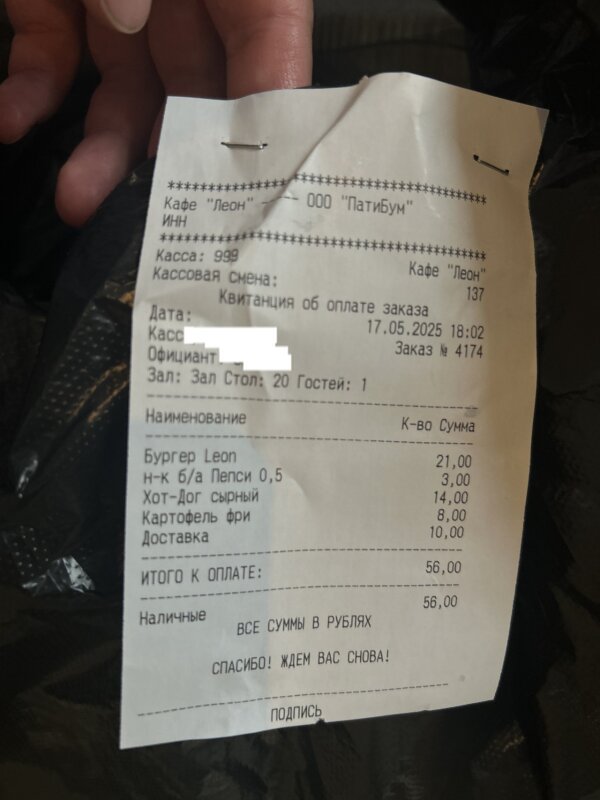 ****************************************
Кафе "Леон" ---- ООО "ПатиБум"
ИНН
****************************************
Касса: 999 Кафе "Леон"
Кассовая смена: 137
Квитанция об оплате заказа
Дата: 17.05.2025 18:02
Касс Заказ № 4174
Официант
Зал: Зал Стол: 20 Гостей: 1
Наименование К-во Сумма
Бургер Leon 21,00
н-к б/а Пепси 0,5 3,00
Хот-Дог сырный 14,00
Картофель фри 8,00
Доставка 10,00
ИТОГО К ОПЛАТЕ: 56,00
Наличные 56,00
ВСЕ СУММЫ В РУБЛЯХ
СПАСИБО! ЖДЕМ ВАС СНОВА!
ПОДПИСЬ